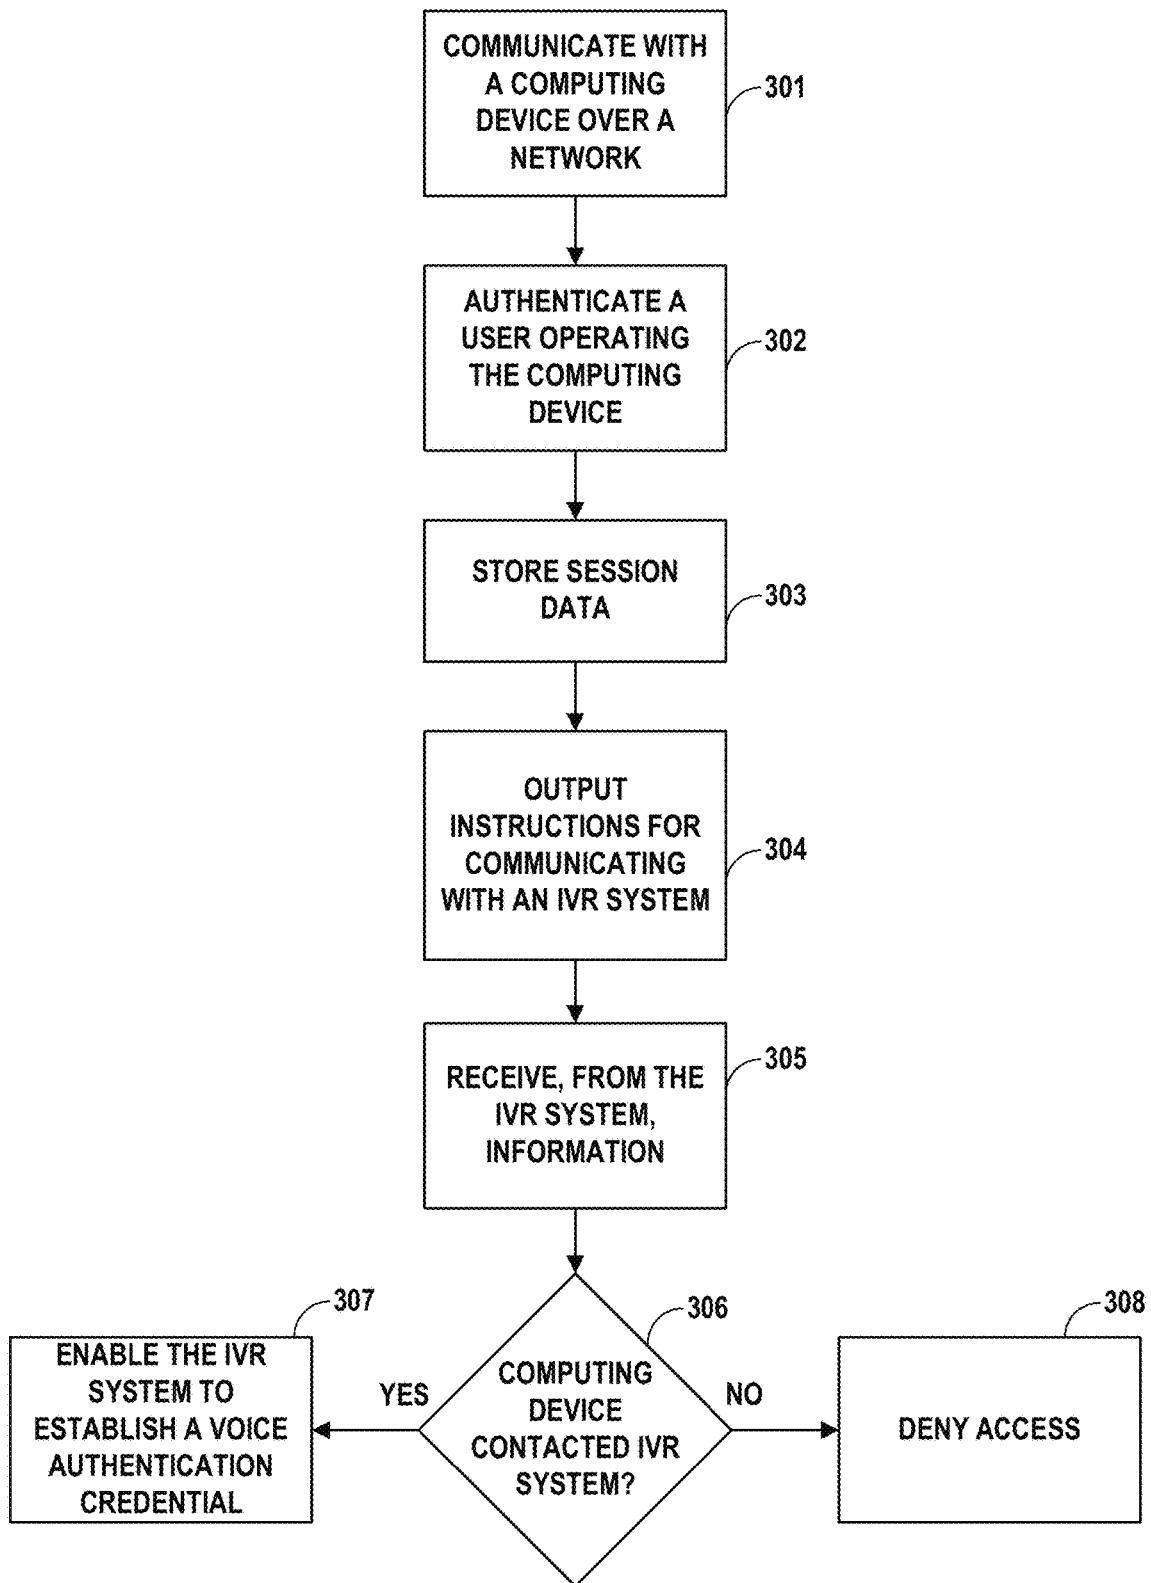 COMMUNICATE WITH
A COMPUTING
DEVICE OVER A
NETWORK
301
AUTHENTICATE A
USER OPERATING
THE COMPUTING
DEVICE
302
STORE SESSION
DATA
303
OUTPUT
INSTRUCTIONS FOR
COMMUNICATING
WITH AN IVR SYSTEM
304
RECEIVE, FROM THE
IVR SYSTEM,
INFORMATION
305
COMPUTING
DEVICE
CONTACTED IVR
SYSTEM?
306
YES
ENABLE THE IVR
SYSTEM TO
ESTABLISH A VOICE
AUTHENTICATION
CREDENTIAL
307
NO
DENY ACCESS
308